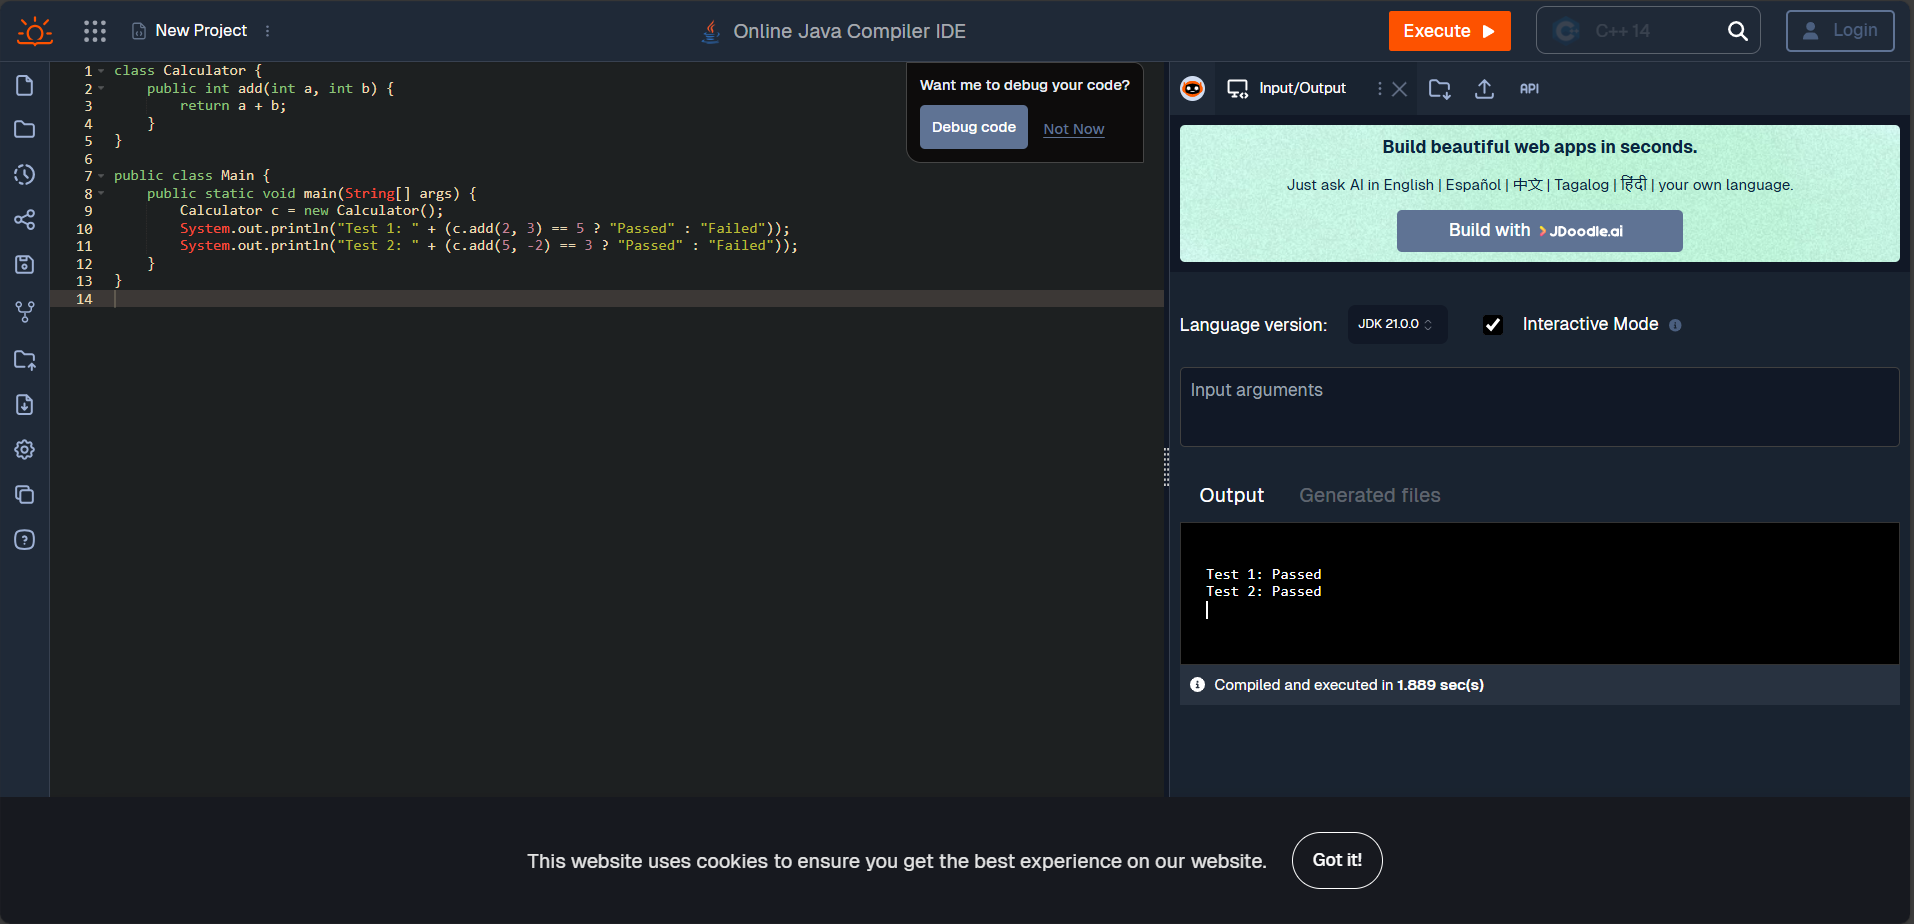 New Project
Online Java Compiler IDE
Execute
C++ 14
Login
1 class Calculator {
2     public int add(int a, int b) {
3         return a + b;
4     }
5 }
6
7 public class Main {
8     public static void main(String[] args) {
9         Calculator c = new Calculator();
10         System.out.println("Test 1: " + (c.add(2, 3) == 5 ? "Passed" : "Failed"));
11         System.out.println("Test 2: " + (c.add(5, -2) == 3 ? "Passed" : "Failed"));
12     }
13 }
14
Want me to debug your code?
Debug code
Not Now
Input/Output
API
Build beautiful web apps in seconds.
Just ask AI in English | Español | 中文 | Tagalog | हिंदी | your own language.
Build with JDoodle.ai
Language version:
JDK 21.0.0
Interactive Mode
Input arguments
Output
Generated files
Test 1: Passed
Test 2: Passed
Compiled and executed in 1.889 sec(s)
This website uses cookies to ensure you get the best experience on our website.
Got it!